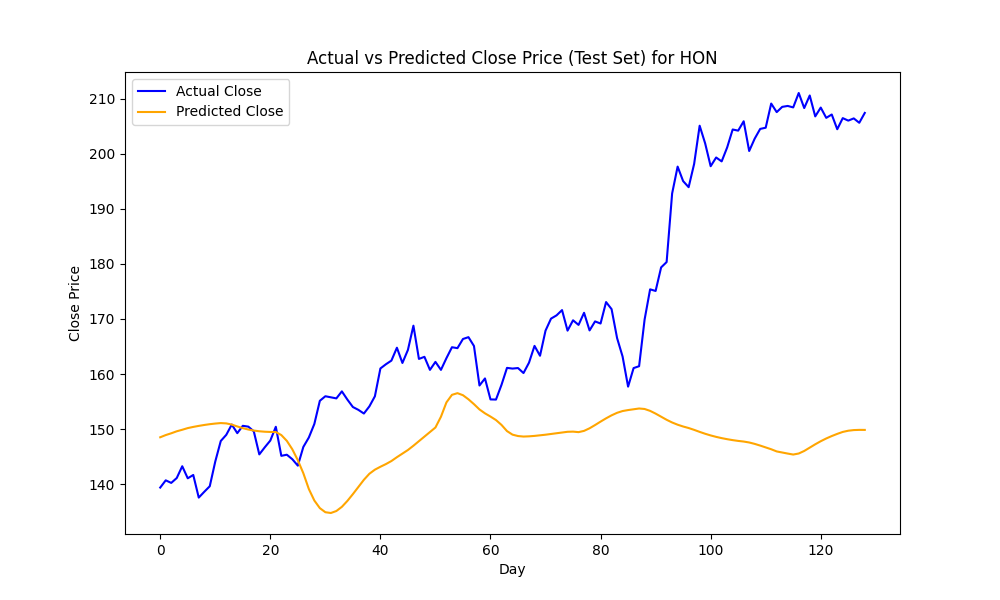 Actual vs Predicted Close Price (Test Set) for HON
Actual Close
Predicted Close
Close Price
210
200
190
180
170
160
150
140
0 20 40 60 80 100 120
Day